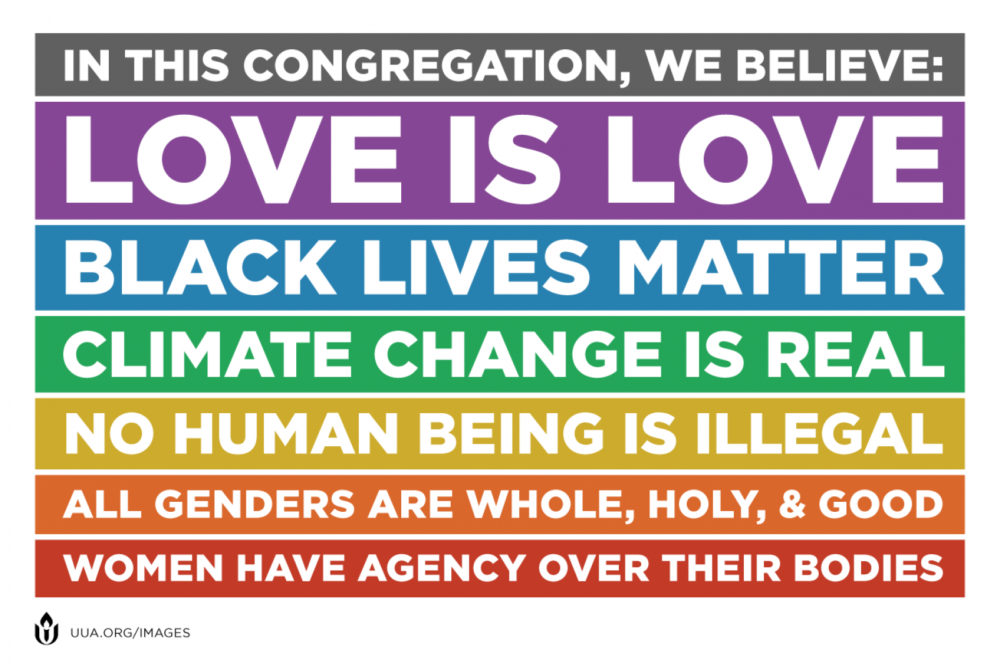 IN THIS CONGREGATION, WE BELIEVE:
LOVE IS LOVE
BLACK LIVES MATTER
CLIMATE CHANGE IS REAL
NO HUMAN BEING IS ILLEGAL
ALL GENDERS ARE WHOLE, HOLY, & GOOD
WOMEN HAVE AGENCY OVER THEIR BODIES
UUA.ORG/IMAGES